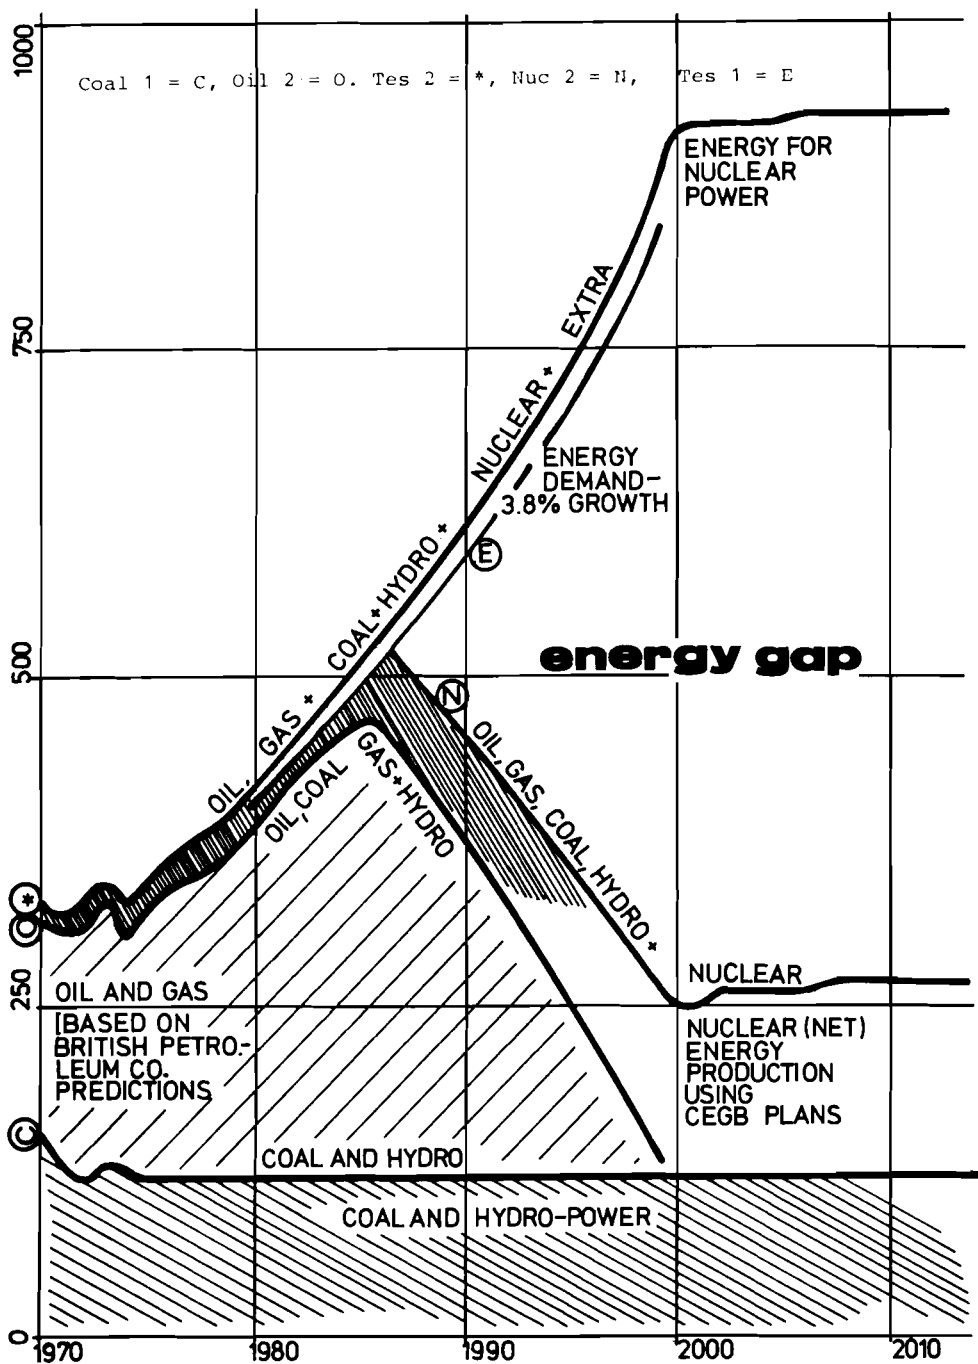 1000
Coal 1 = C, Oil 2 = O. Tes 2 = *, Nuc 2 = N, Tes 1 = E
ENERGY FOR
NUCLEAR
POWER
750
OIL, GAS + COAL + HYDRO + NUCLEAR + EXTRA
ENERGY
DEMAND-
3.8% GROWTH
E
energy gap
500
N
OIL, COAL
GAS+HYDRO
OIL, GAS, COAL, HYDRO +
NUCLEAR
*
O
250
OIL AND GAS
[BASED ON
BRITISH PETRO.-
LEUM CO.
PREDICTIONS
NUCLEAR (NET)
ENERGY
PRODUCTION
USING
CEGB PLANS
C
COAL AND HYDRO
COAL AND HYDRO-POWER
0
1970 1980 1990 2000 2010